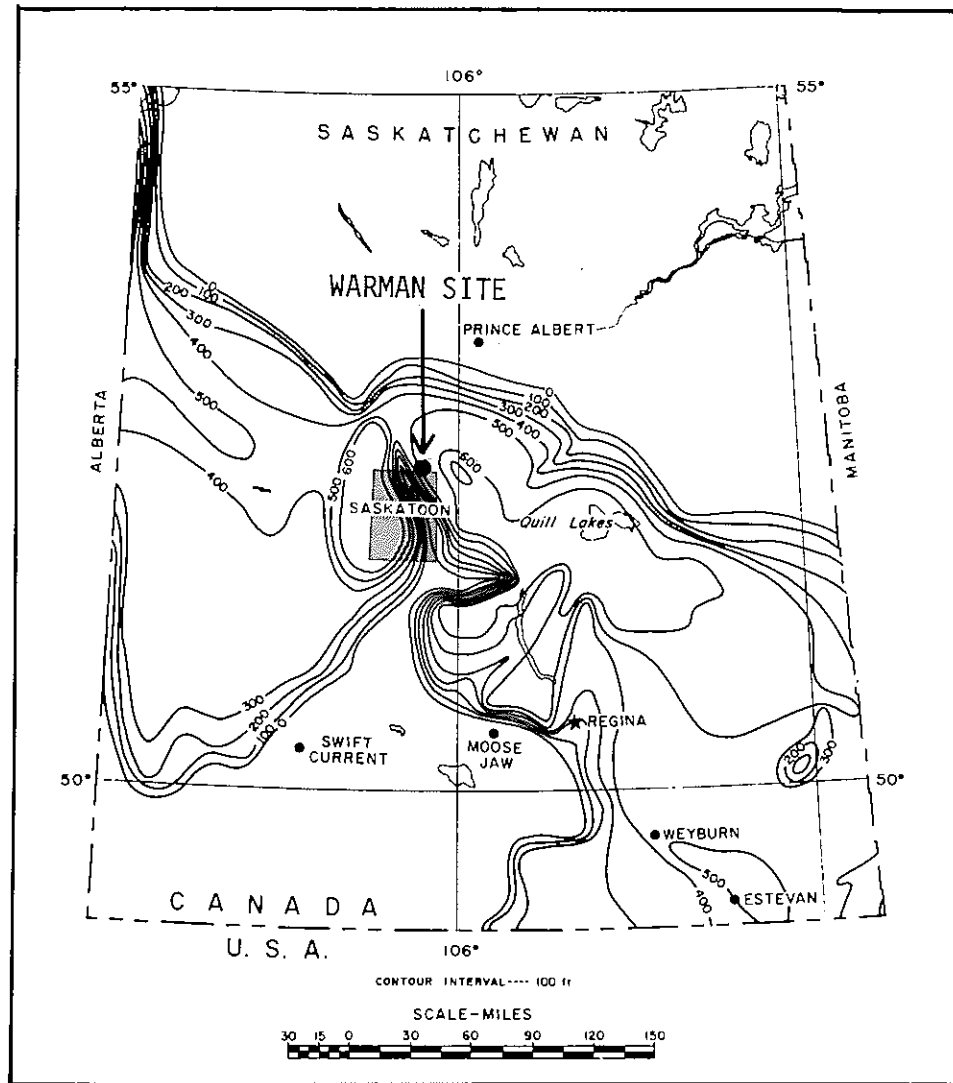 106°
55°
55°
SASKATCHEWAN
WARMAN SITE
PRINCE ALBERT
0
100
200
300
400
500
400
ALBERTA
MANITOBA
0
100
200
300
400
500
600
600
500
SASKATOON
Quill Lakes
300
200
100
0
REGINA
SWIFT
CURRENT
MOOSE
JAW
200
300
50°
50°
WEYBURN
500
400
ESTEVAN
CANADA
U. S. A.
106°
CONTOUR INTERVAL---- 100 ft
SCALE-MILES
30 15 0 30 60 90 120 150